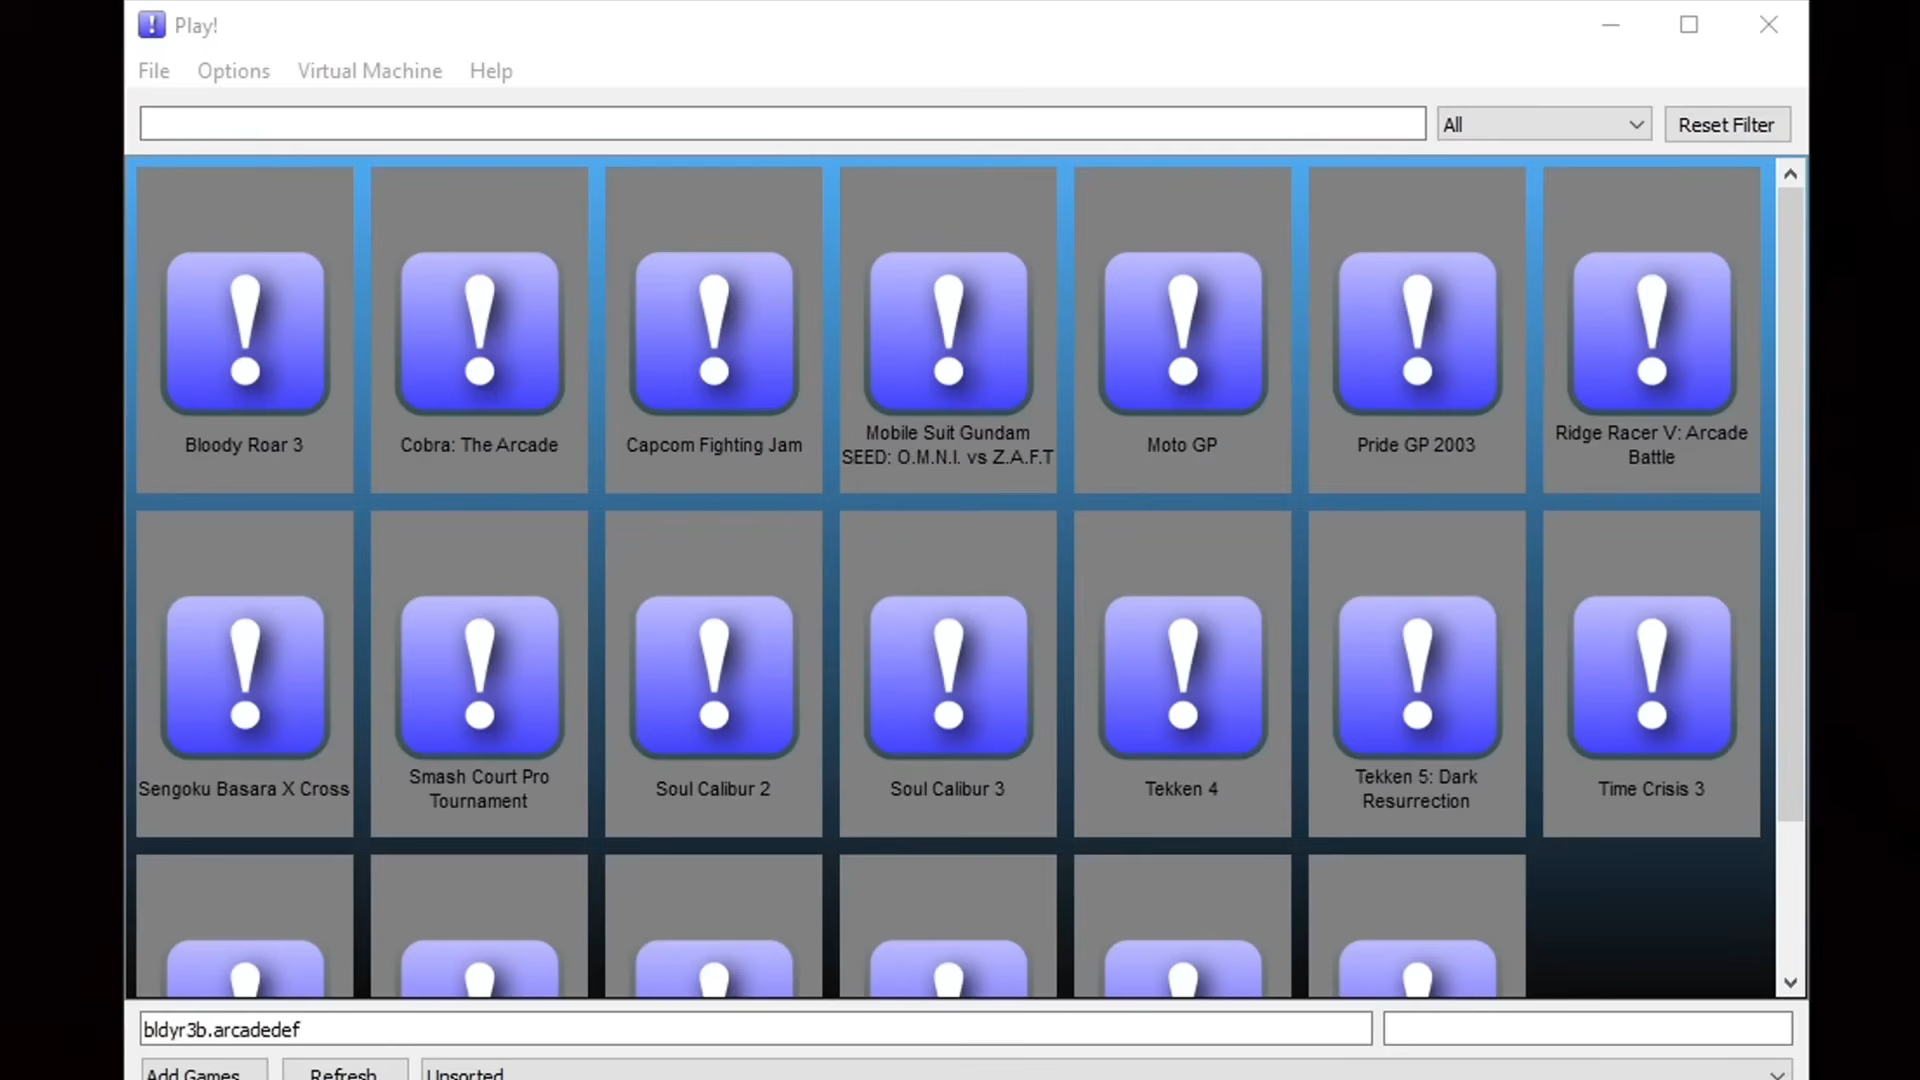 Play!
File Options Virtual Machine Help
All Reset Filter
Bloody Roar 3
Cobra: The Arcade
Capcom Fighting Jam
Mobile Suit Gundam
SEED: O.M.N.I. vs Z.A.F.T
Moto GP
Pride GP 2003
Ridge Racer V: Arcade
Battle
Sengoku Basara X Cross
Smash Court Pro
Tournament
Soul Calibur 2
Soul Calibur 3
Tekken 4
Tekken 5: Dark
Resurrection
Time Crisis 3
bldyr3b.arcadedef
Add Games Refresh Unsorted